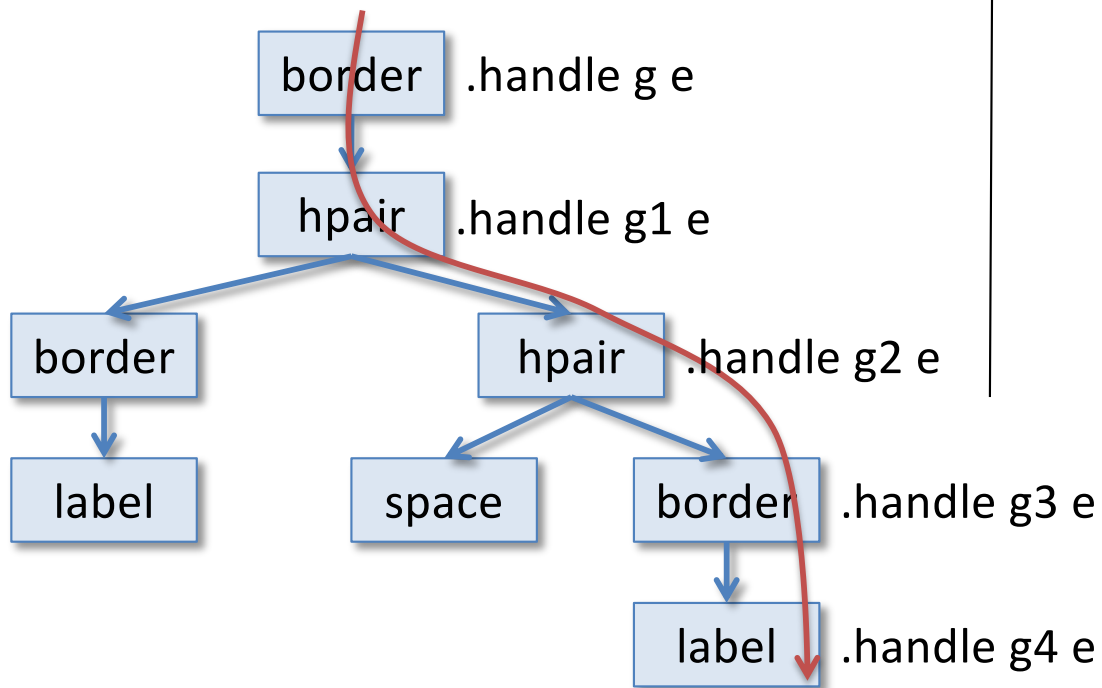 border .handle g e
hpair .handle g1 e
border hpair .handle g2 e
label space border .handle g3 e
label .handle g4 e